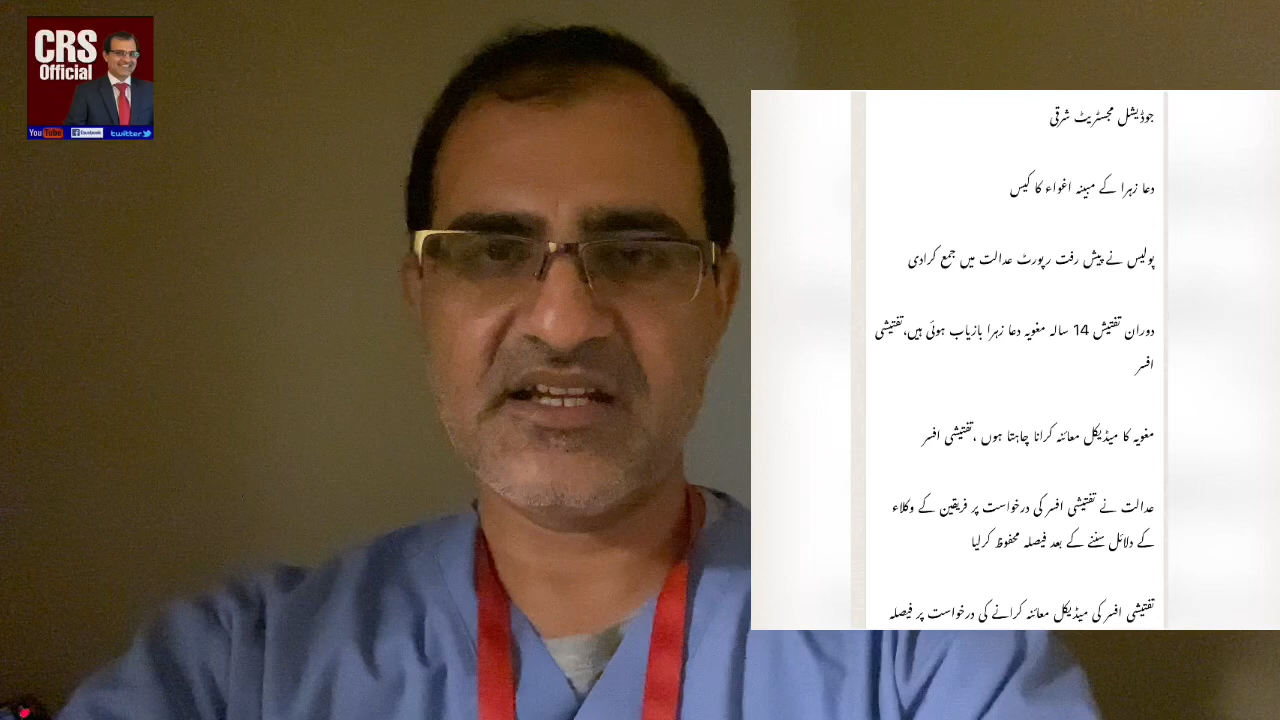 CRS
Official
YouTube
facebook
twitter
جوڈیشل مجسٹریٹ شرقی
دعا زہرا کے مبینہ اغواء کا کیس
پولیس نے پیش رفت رپورٹ عدالت میں جمع کرادی
دوران تفتیش 14 سالہ مغویہ دعا زہرا بازیاب ہوئی ہیں،تفتیشی
افسر
مغویہ کا میڈیکل معائنہ کرانا چاہتا ہوں ،تفتیشی افسر
عدالت نے تفتیشی افسر کی درخواست پر فریقین کے وکلاء
کے دلائل سننے کے بعد فیصلہ محفوظ کرلیا
تفتیشی افسر کی میڈیکل معائنہ کرانے کی درخواست پر فیصلہ